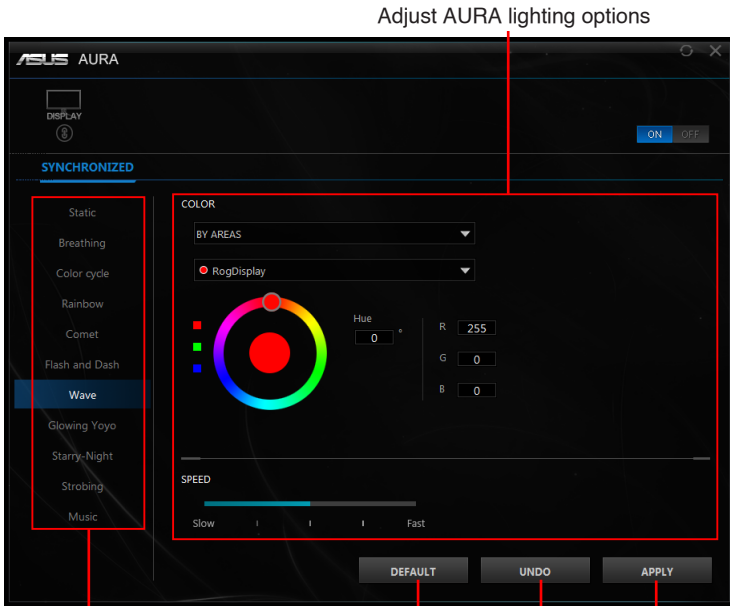 Adjust AURA lighting options
ASUS AURA
DISPLAY
ON OFF
SYNCHRONIZED
Static
Breathing
Color cycle
Rainbow
Comet
Flash and Dash
Wave
Glowing Yoyo
Starry-Night
Strobing
Music
COLOR
BY AREAS
RogDisplay
Hue
0 °
R 255
G 0
B 0
SPEED
Slow
Fast
DEFAULT
UNDO
APPLY